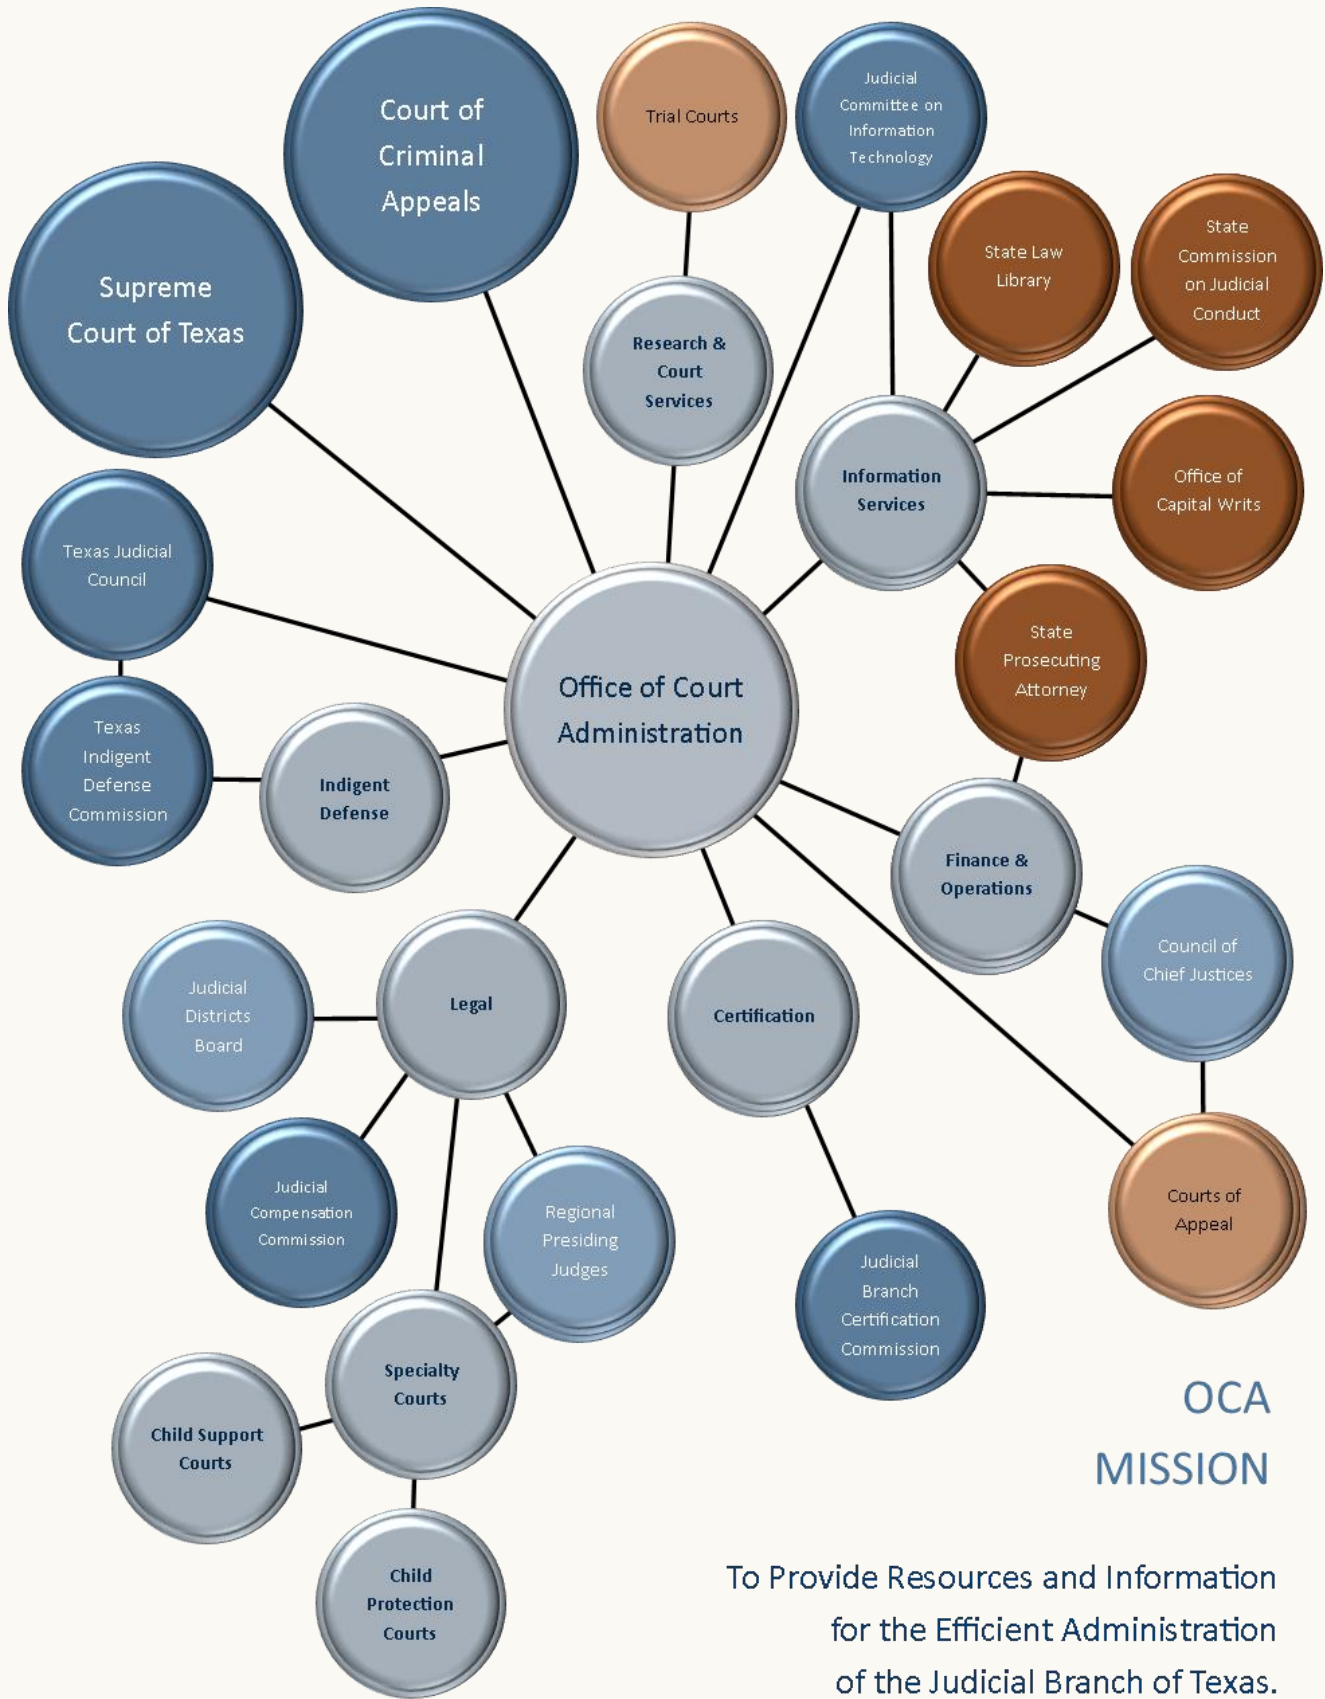 Court of
Criminal
Appeals
Trial Courts
Judicial
Committee on
Information
Technology
Supreme
Court of Texas
State Law
Library
State
Commission
on Judicial
Conduct
Research &
Court
Services
Information
Services
Office of
Capital Writs
Texas Judicial
Council
State
Prosecuting
Attorney
Office of Court
Administration
Texas
Indigent
Defense
Commission
Indigent
Defense
Finance &
Operations
Council of
Chief Justices
Judicial
Districts
Board
Legal
Certification
Judicial
Compensation
Commission
Regional
Presiding
Judges
Courts of
Appeal
Judicial
Branch
Certification
Commission
Specialty
Courts
Child Support
Courts
Child
Protection
Courts
OCA
MISSION
To Provide Resources and Information
for the Efficient Administration
of the Judicial Branch of Texas.